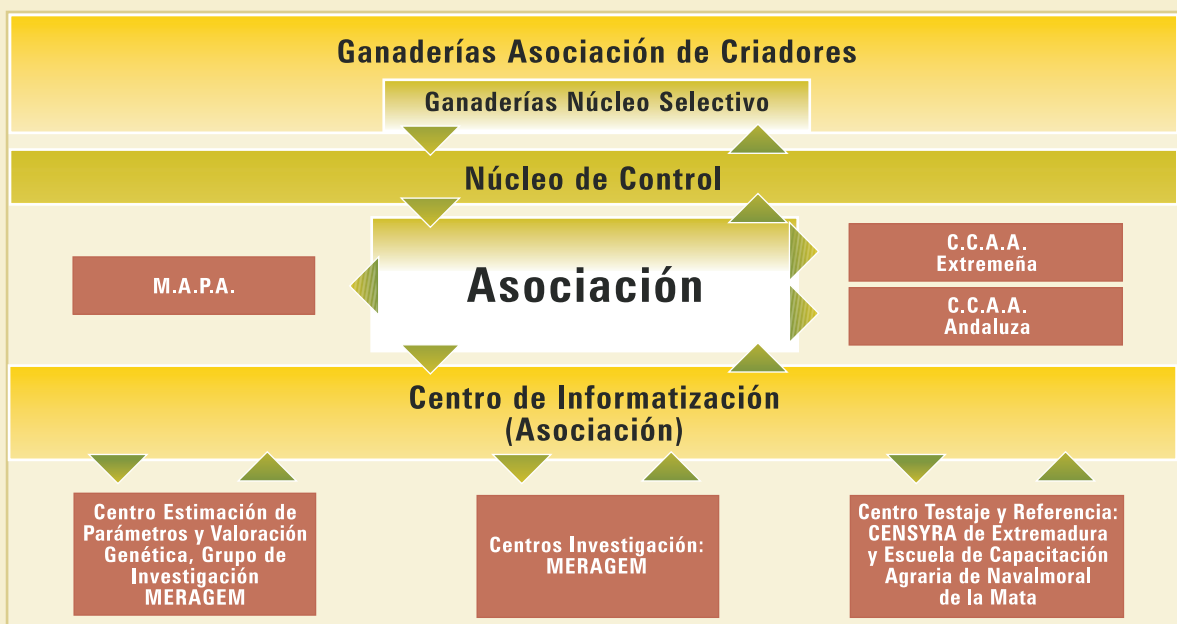 Ganaderías Asociación de Criadores
Ganaderías Núcleo Selectivo
Núcleo de Control
M.A.P.A.
Asociación
C.C.A.A.
Extremeña
C.C.A.A.
Andaluza
Centro de Informatización
(Asociación)
Centro Estimación de
Parámetros y Valoración
Genética, Grupo de
Investigación
MERAGEM
Centros Investigación:
MERAGEM
Centro Testaje y Referencia:
CENSYRA de Extremadura
y Escuela de Capacitación
Agraria de Navalmoral
de la Mata